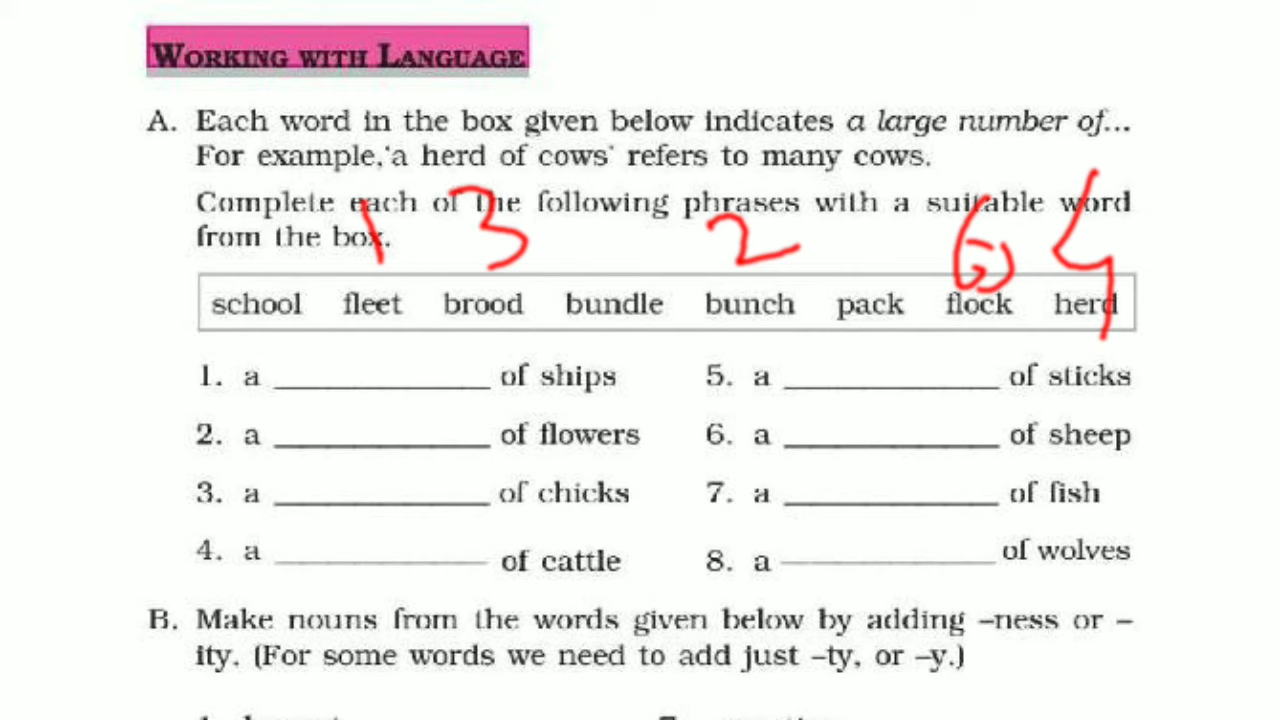 WORKING WITH LANGUAGE
A. Each word in the box given below indicates a large number of...
For example,'a herd of cows' refers to many cows.
Complete each of the following phrases with a suitable word
from the box.
1 3 2 6 4
school fleet brood bundle bunch pack flock herd
1. a ____________ of ships 5. a ____________ of sticks
2. a ____________ of flowers 6. a ____________ of sheep
3. a ____________ of chicks 7. a ____________ of fish
4. a ____________ of cattle 8. a ____________ of wolves
B. Make nouns from the words given below by adding –ness or –
ity. (For some words we need to add just –ty, or –y.)